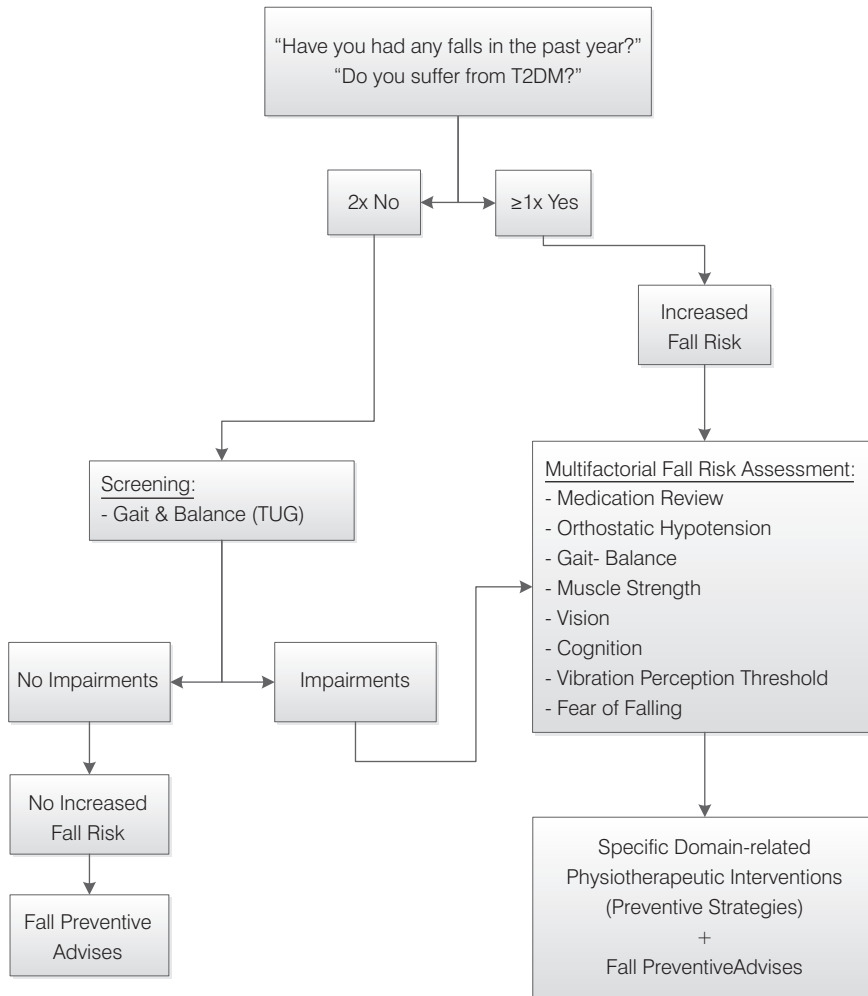 “Have you had any falls in the past year?”
“Do you suffer from T2DM?”
2x No
≥1x Yes
Increased
Fall Risk
Screening:
- Gait & Balance (TUG)
Multifactorial Fall Risk Assessment:
- Medication Review
- Orthostatic Hypotension
- Gait- Balance
- Muscle Strength
- Vision
- Cognition
- Vibration Perception Threshold
- Fear of Falling
No Impairments
Impairments
No Increased
Fall Risk
Fall Preventive
Advises
Specific Domain-related
Physiotherapeutic Interventions
(Preventive Strategies)
+
Fall PreventiveAdvises